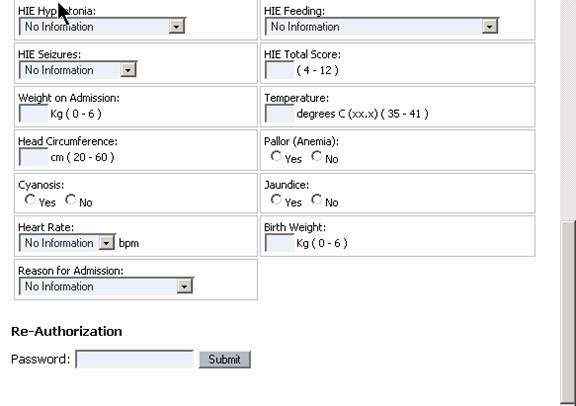 HIE Hypotonia:
No Information
HIE Feeding:
No Information
HIE Seizures:
No Information
HIE Total Score:
( 4 - 12 )
Weight on Admission:
Kg ( 0 - 6 )
Temperature:
degrees C (xx.x) ( 35 - 41 )
Head Circumference:
cm ( 20 - 60 )
Pallor (Anemia):
Yes No
Cyanosis:
Yes No
Jaundice:
Yes No
Heart Rate:
No Information bpm
Birth Weight:
Kg ( 0 - 6 )
Reason for Admission:
No Information
Re-Authorization
Password: Submit